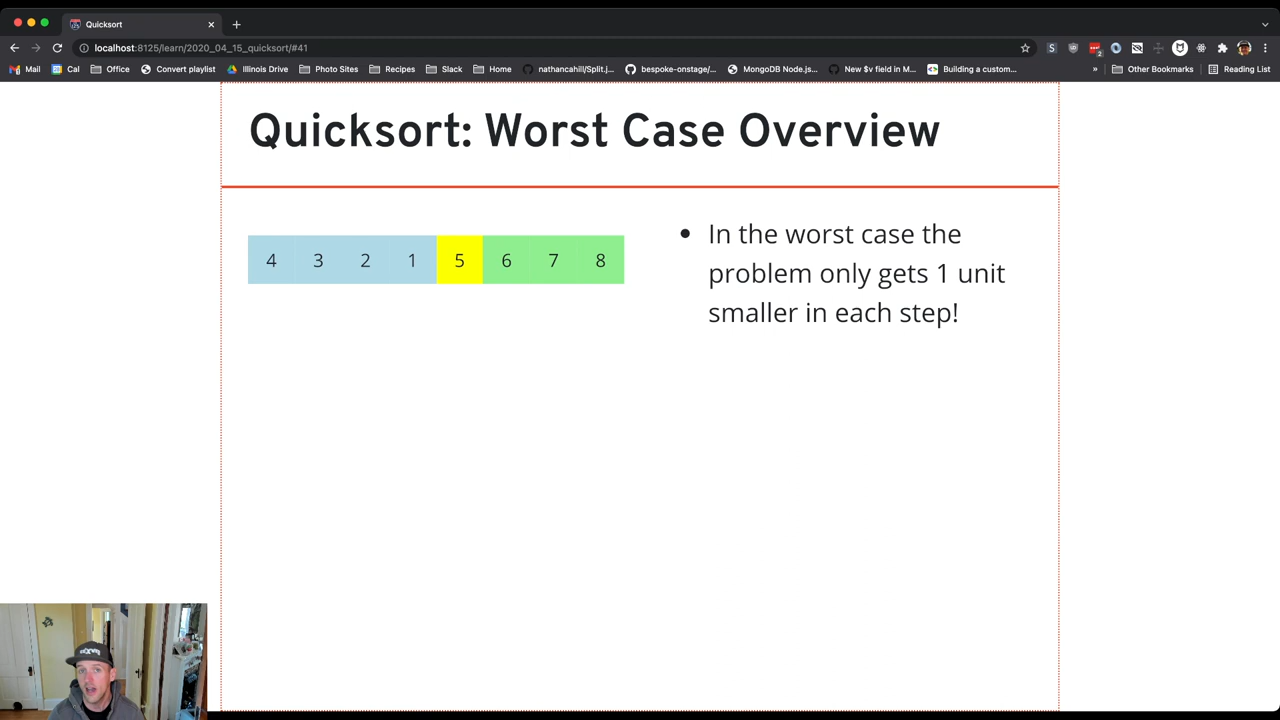 Quicksort
localhost:8125/learn/2020_04_15_quicksort/#41
Mail Cal Office Convert playlist Illinois Drive Photo Sites Recipes Slack Home nathancahill/Split.j... bespoke-onstage/... MongoDB Node.js... New $v field in M... Building a custom... » Other Bookmarks Reading List
Quicksort: Worst Case Overview
4 3 2 1 5 6 7 8
• In the worst case the
problem only gets 1 unit
smaller in each step!